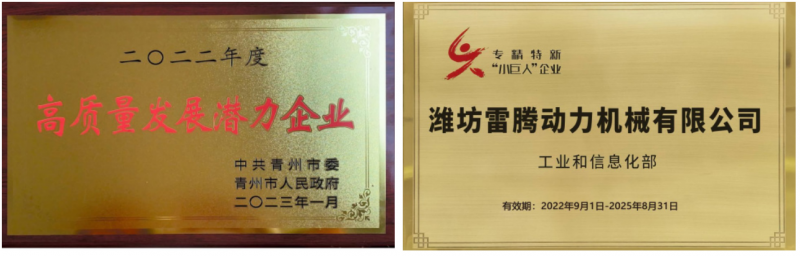 二〇二二年度
高质量发展潜力企业
中共青州市委
青州市人民政府
二〇二三年一月
专精特新
“小巨人”企业
潍坊雷腾动力机械有限公司
工业和信息化部
有效期：2022年9月1日-2025年8月31日